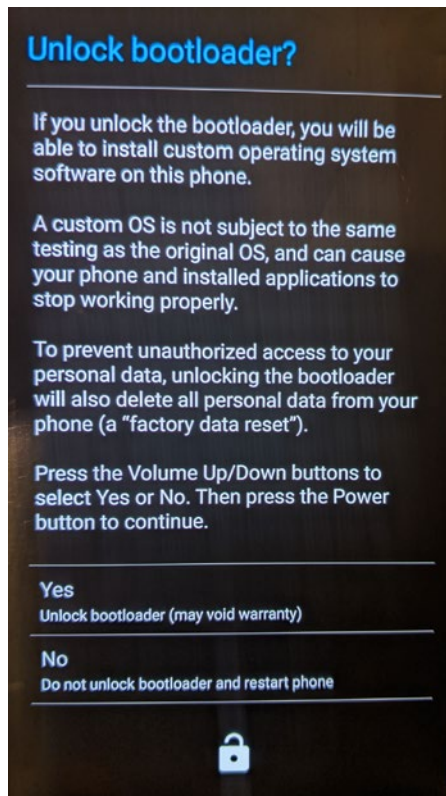 Unlock bootloader?
If you unlock the bootloader, you will be
able to install custom operating system
software on this phone.
A custom OS is not subject to the same
testing as the original OS, and can cause
your phone and installed applications to
stop working properly.
To prevent unauthorized access to your
personal data, unlocking the bootloader
will also delete all personal data from your
phone (a “factory data reset”).
Press the Volume Up/Down buttons to
select Yes or No. Then press the Power
button to continue.
Yes
Unlock bootloader (may void warranty)
No
Do not unlock bootloader and restart phone